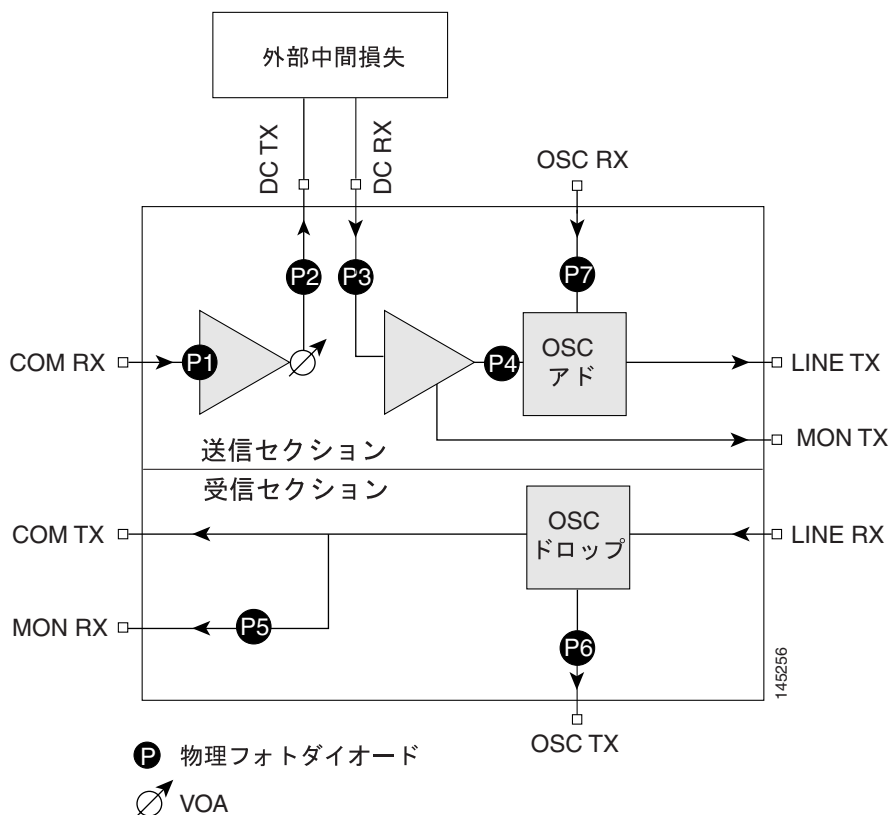 外部中間損失
DC TX
DC RX
OSC RX
P2
P3
P7
COM RX
P1
P4
OSC
アド
LINE TX
MON TX
送信セクション
受信セクション
COM TX
OSC
ドロップ
LINE RX
MON RX
P5
P6
145256
OSC TX
P 物理フォトダイオード
VOA